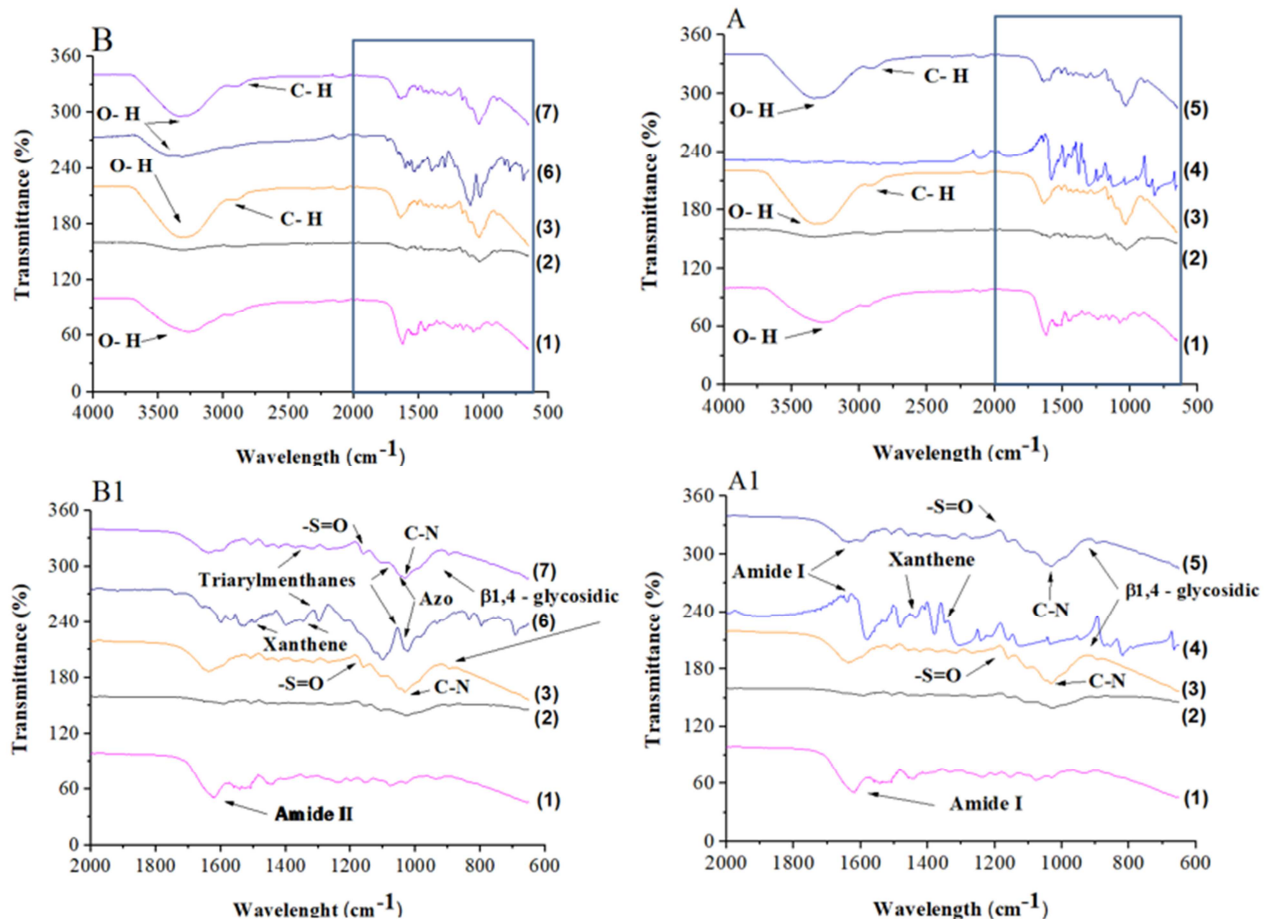 B
360
300
240
180
120
60
0
Transmittance (%)
C- H
O- H
O- H
C- H
O- H
(7)
(6)
(3)
(2)
(1)
4000 3500 3000 2500 2000 1500 1000 500
Wavelength (cm-1)
A
360
300
240
180
120
60
0
Transmittance (%)
C- H
O- H
C- H
O- H
O- H
(5)
(4)
(3)
(2)
(1)
4000 3500 3000 2500 2000 1500 1000 500
Wavelength (cm-1)
B1
360
300
240
180
120
60
0
Transmittance (%)
-S=O
C-N
Triarylmenthanes
Azo
β1,4 - glycosidic
Xanthene
-S=O
C-N
Amide II
(7)
(6)
(3)
(2)
(1)
2000 1800 1600 1400 1200 1000 800 600
Wavelenght (cm-1)
A1
360
300
240
180
120
60
0
Transmittance (%)
-S=O
Xanthene
Amide I
C-N
β1,4 - glycosidic
-S=O
C-N
Amide I
(5)
(4)
(3)
(2)
(1)
2000 1800 1600 1400 1200 1000 800 600
Wavelength (cm-1)